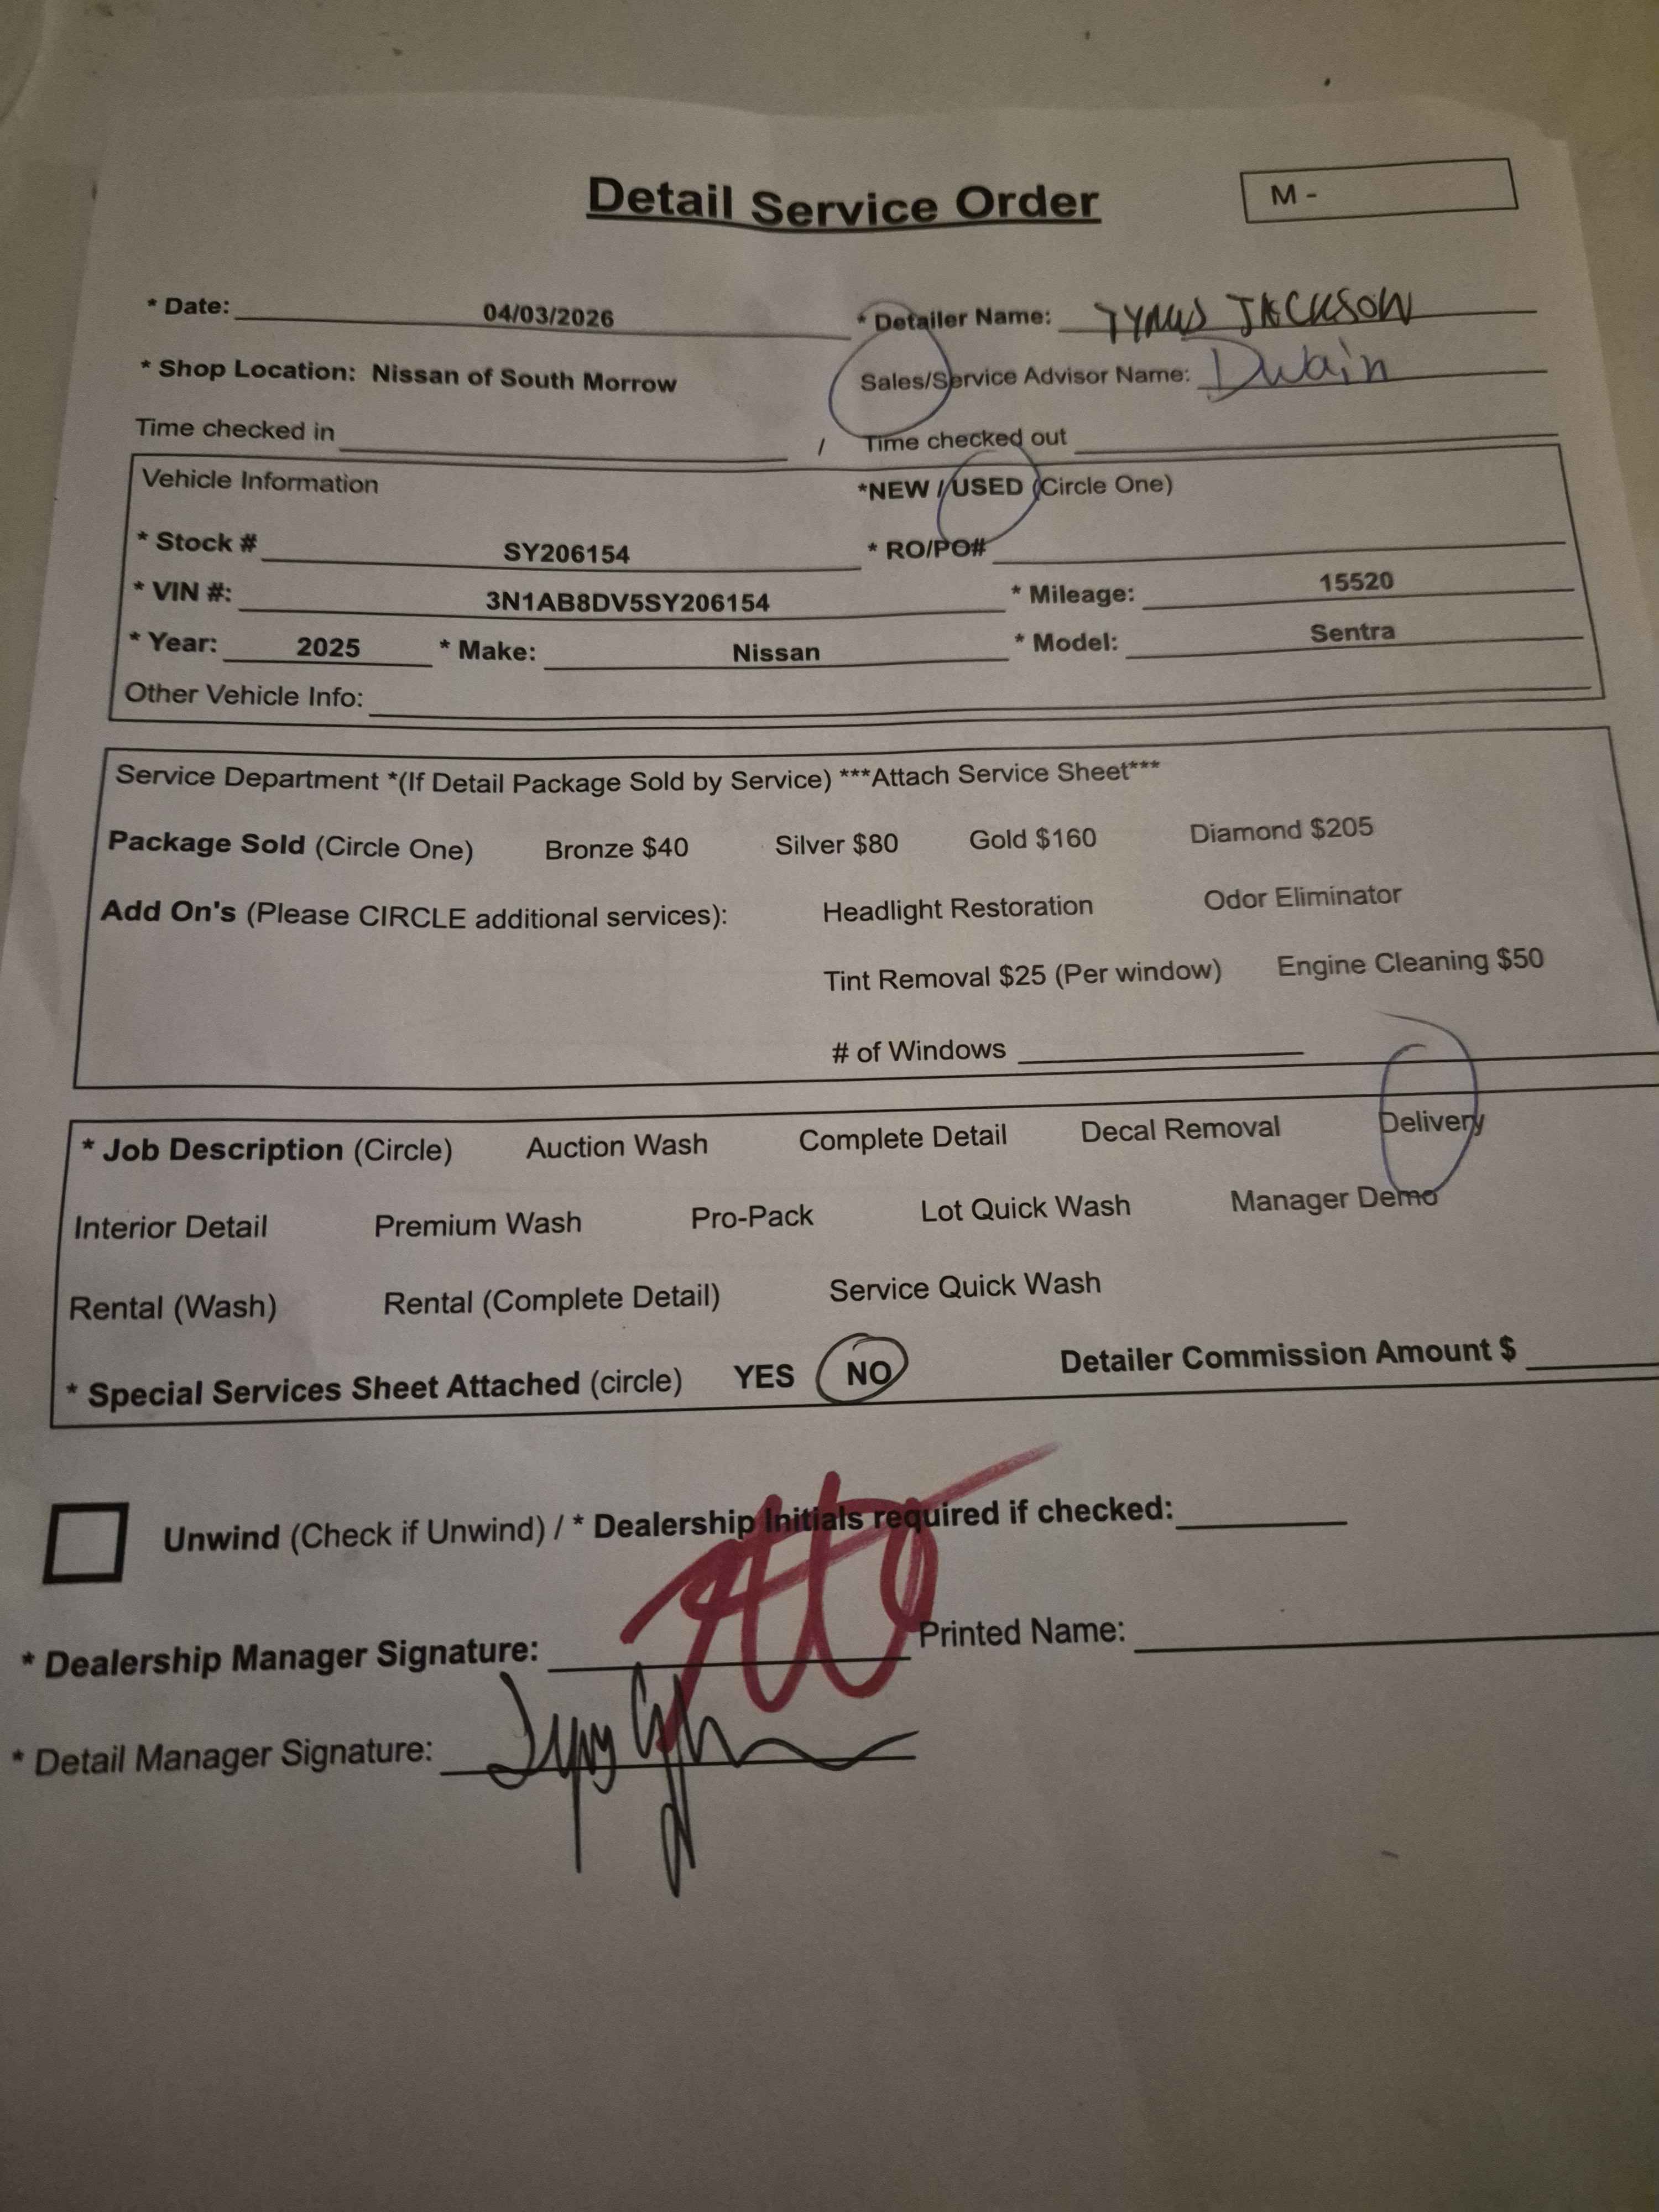 Detail Service Order
M -
* Date: 04/03/2026 * Detailer Name: JACKSON
* Shop Location: Nissan of South Morrow Sales/Service Advisor Name: Dwain
Time checked in / Time checked out
Vehicle Information *NEW / USED (Circle One)
* Stock # SY206154 * RO/PO#
* VIN #: 3N1AB8DV5SY206154 * Mileage: 15520
* Year: 2025 * Make: Nissan * Model: Sentra
Other Vehicle Info:
Service Department *(If Detail Package Sold by Service) ***Attach Service Sheet***
Package Sold (Circle One) Bronze $40 Silver $80 Gold $160 Diamond $205
Add On's (Please CIRCLE additional services): Headlight Restoration Odor Eliminator
Tint Removal $25 (Per window) Engine Cleaning $50
# of Windows
* Job Description (Circle) Auction Wash Complete Detail Decal Removal Delivery
Interior Detail Premium Wash Pro-Pack Lot Quick Wash Manager Demo
Rental (Wash) Rental (Complete Detail) Service Quick Wash
* Special Services Sheet Attached (circle) YES NO Detailer Commission Amount $
Unwind (Check if Unwind) / * Dealership Initials required if checked:
* Dealership Manager Signature: Printed Name:
* Detail Manager Signature: